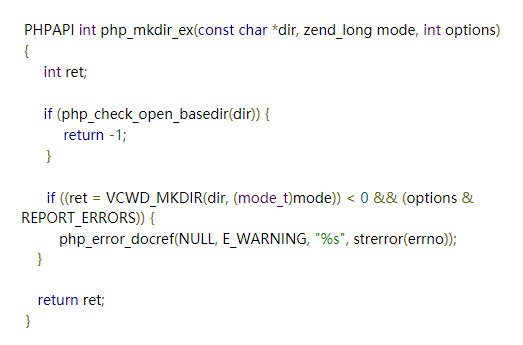 PHPAPI int php_mkdir_ex(const char *dir, zend_long mode, int options)
{
int ret;
if (php_check_open_basedir(dir)) {
return -1;
}
if ((ret = VCWD_MKDIR(dir, (mode_t)mode)) < 0 && (options &
REPORT_ERRORS)) {
php_error_docref(NULL, E_WARNING, "%s", strerror(errno));
}
return ret;
}